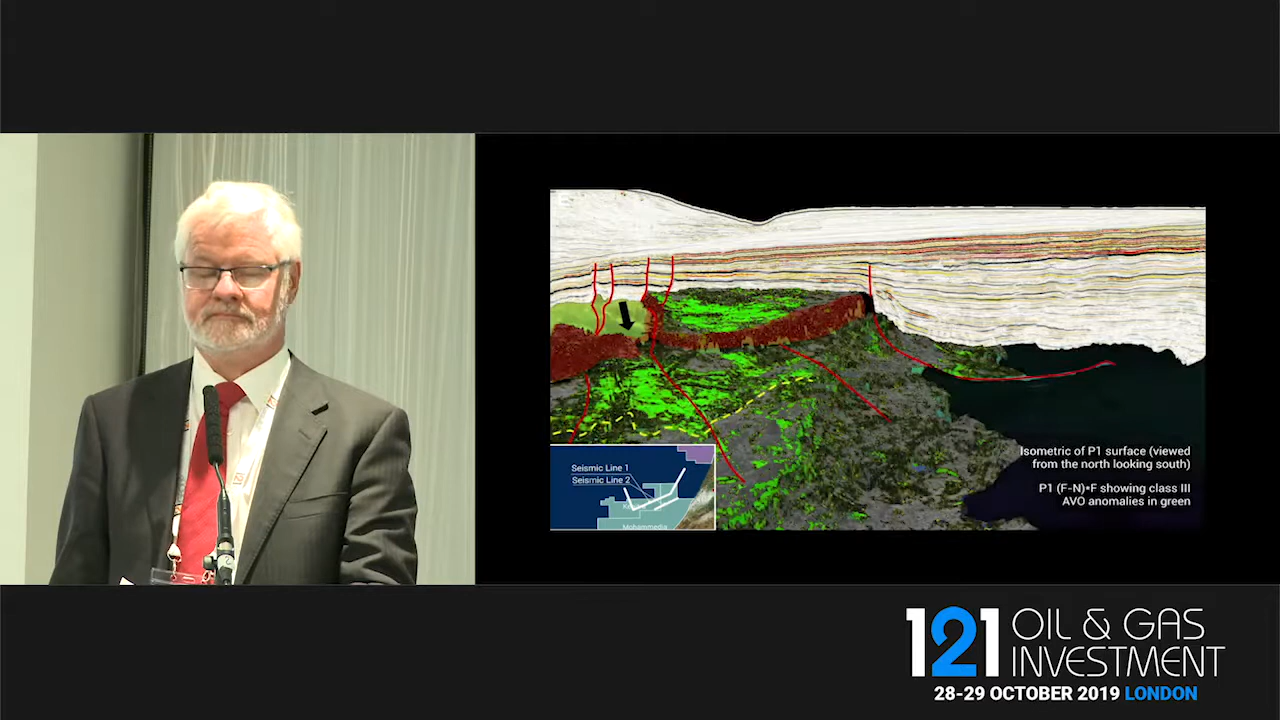 Seismic Line 1
Seismic Line 2
Mohammedia
Isometric of P1 surface (viewed
from the north looking south)
P1 (F-N)*F showing class III
AVO anomalies in green
121 OIL & GAS
INVESTMENT
28-29 OCTOBER 2019 LONDON